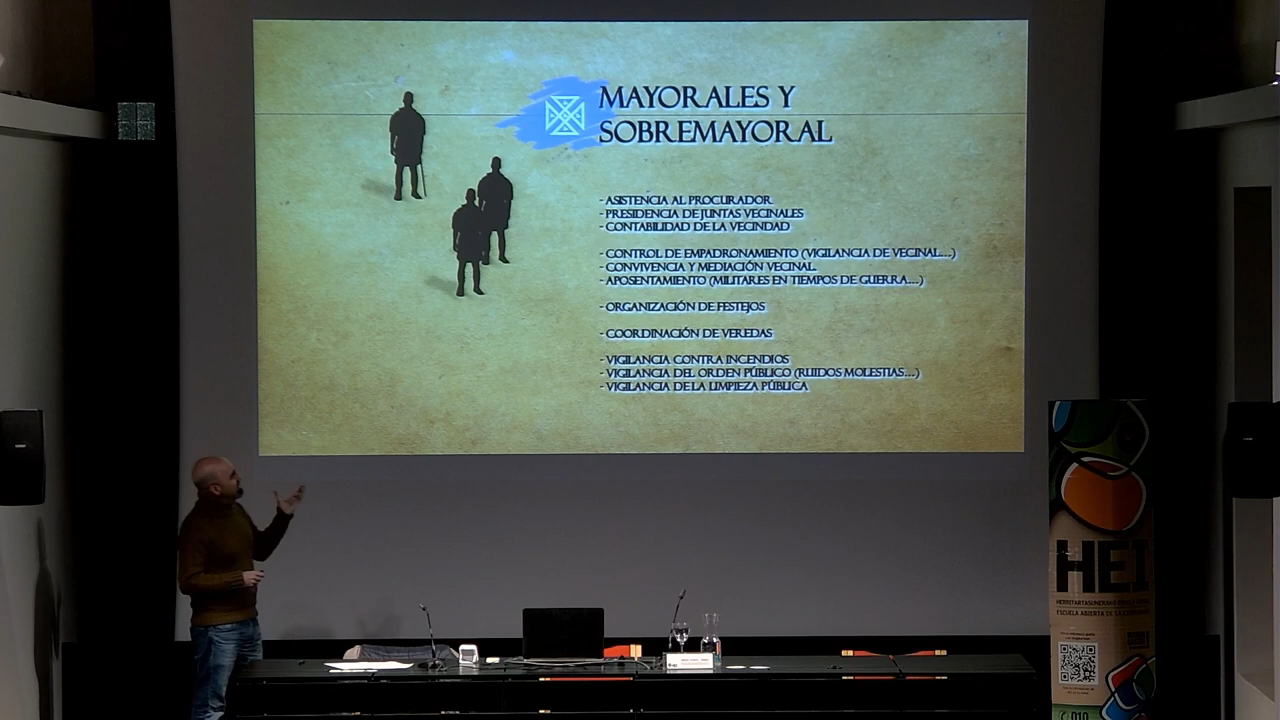 MAYORALES Y
SOBREMAYORAL
- ASISTENCIA AL PROCURADOR
- PRESIDENCIA DE JUNTAS VECINALES
- CONTABILIDAD DE LA VECINDAD
- CONTROL DE EMPADRONAMIENTO (VIGILANCIA DE VECINAL...)
- CONVIVENCIA Y MEDIACIÓN VECINAL
- APOSENTAMIENTO (MILITARES EN TIEMPOS DE GUERRA...)
- ORGANIZACIÓN DE FESTEJOS
- COORDINACIÓN DE VEREDAS
- VIGILANCIA CONTRA INCENDIOS
- VIGILANCIA DEL ORDEN PÚBLICO (RUIDOS MOLESTIAS...)
- VIGILANCIA DE LA LIMPIEZA PÚBLICA
HEI
ESCUELA ABIERTA DE LA
010